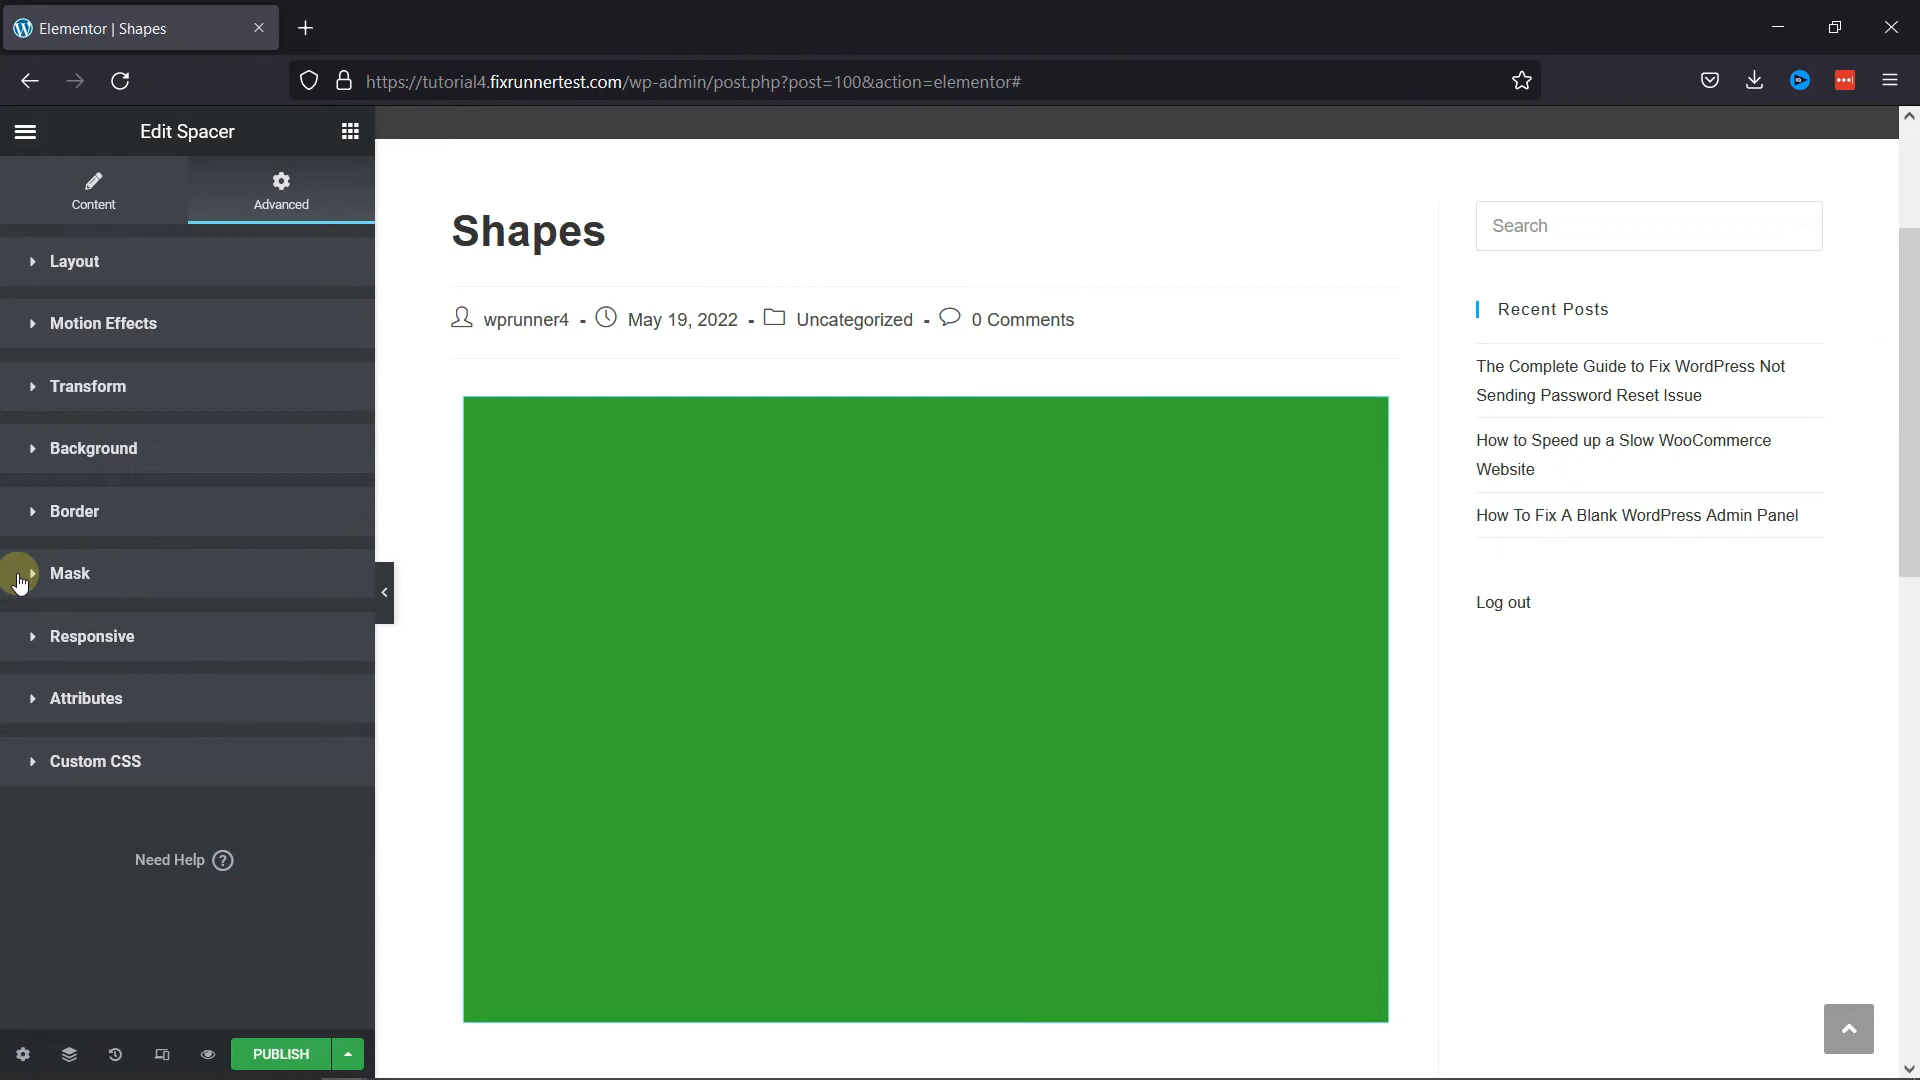 Elementor | Shapes
https://tutorial4.fixrunnertest.com/wp-admin/post.php?post=100&action=elementor#
Edit Spacer
Content
Advanced
Layout
Motion Effects
Transform
Background
Border
Mask
Responsive
Attributes
Custom CSS
Need Help ?
PUBLISH
Shapes
wprunner4 - May 19, 2022 - Uncategorized - 0 Comments
Search
Recent Posts
The Complete Guide to Fix WordPress Not
Sending Password Reset Issue
How to Speed up a Slow WooCommerce
Website
How To Fix A Blank WordPress Admin Panel
Log out